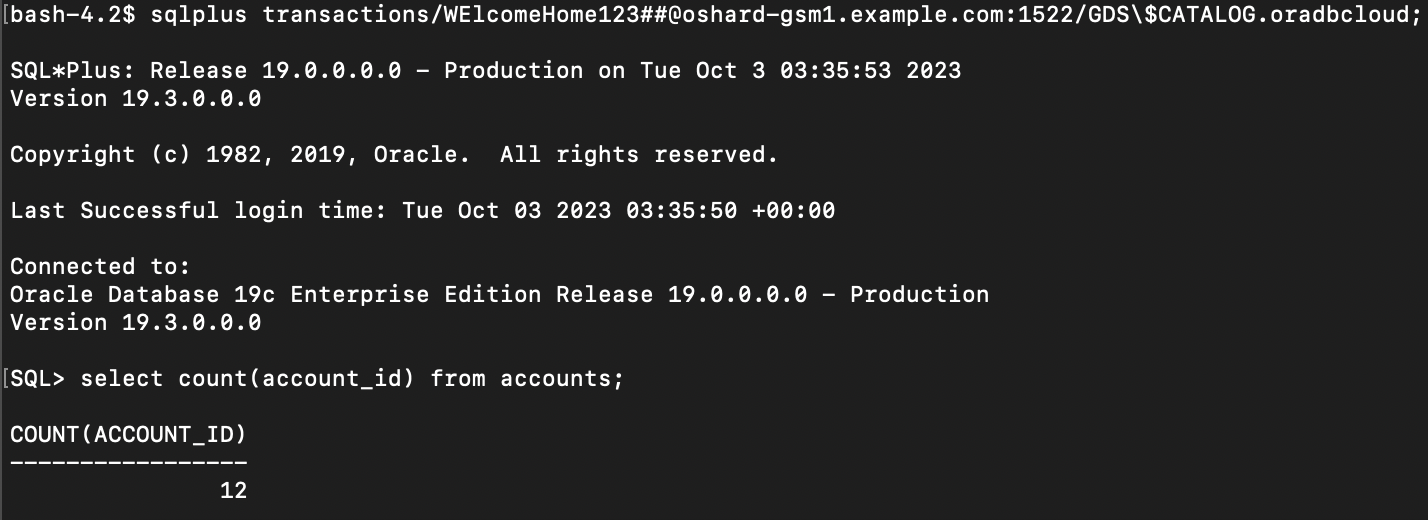 [bash-4.2$ sqlplus transactions/WElcomeHome123##@oshard-gsm1.example.com:1522/GDS\$CATALOG.oradbcloud;
SQL*Plus: Release 19.0.0.0.0 – Production on Tue Oct 3 03:35:53 2023
Version 19.3.0.0.0
Copyright (c) 1982, 2019, Oracle.  All rights reserved.
Last Successful login time: Tue Oct 03 2023 03:35:50 +00:00
Connected to:
Oracle Database 19c Enterprise Edition Release 19.0.0.0.0 – Production
Version 19.3.0.0.0
[SQL> select count(account_id) from accounts;
COUNT(ACCOUNT_ID)
-----------------
12